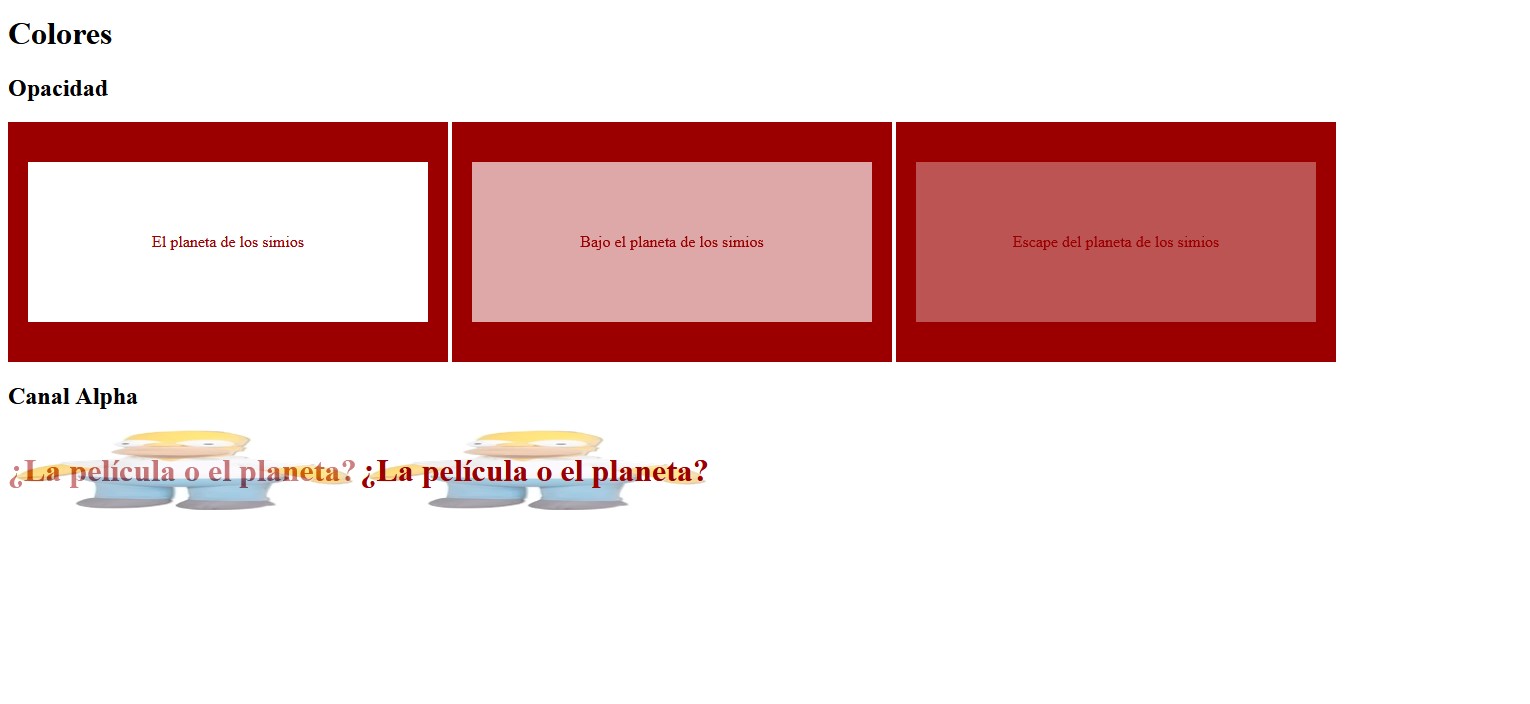 Colores
Opacidad
El planeta de los simios
Bajo el planeta de los simios
Escape del planeta de los simios
Canal Alpha
¿La película o el planeta? ¿La película o el planeta?